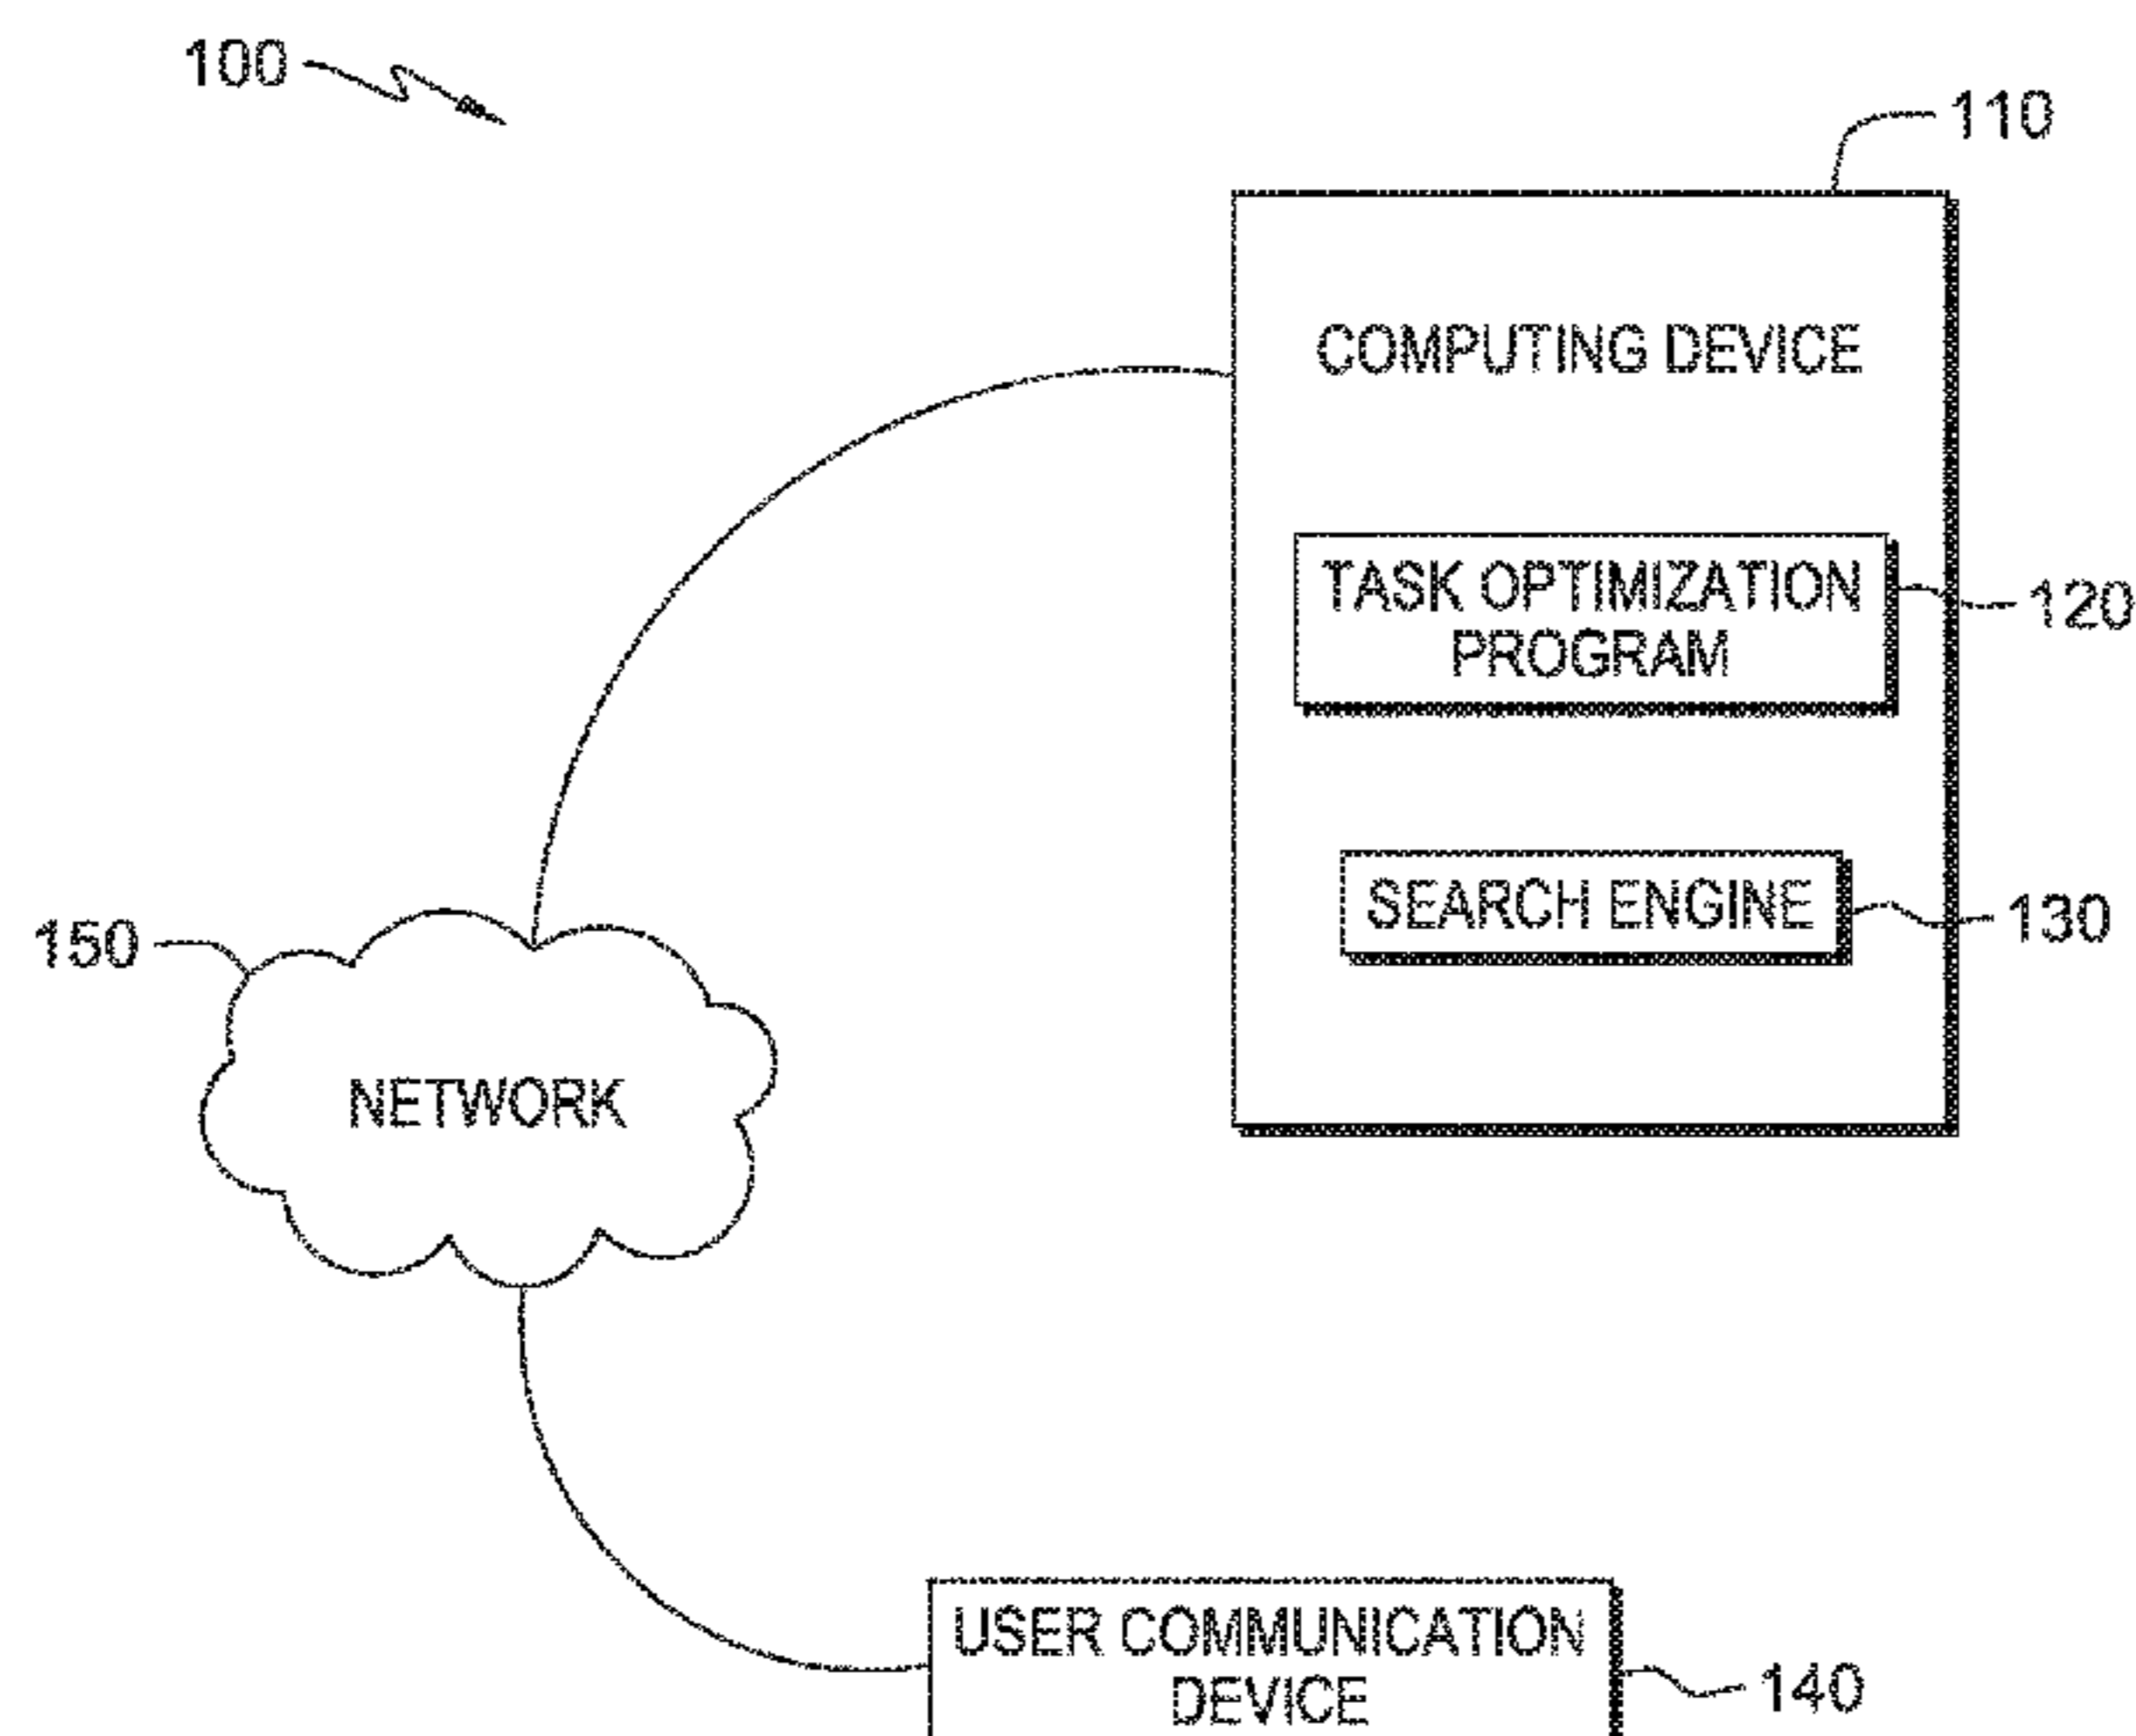 100
110
COMPUTING DEVICE
TASK OPTIMIZATION
PROGRAM
120
SEARCH ENGINE
130
150
NETWORK
USER COMMUNICATION
DEVICE
140